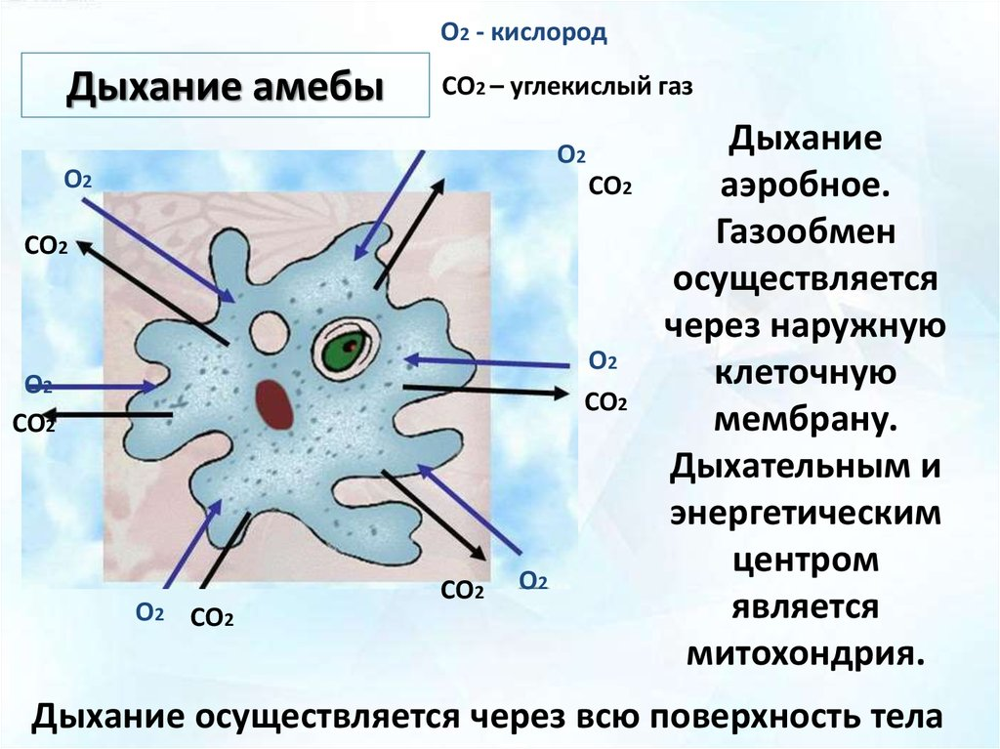 O2 - кислород
Дыхание амебы
CO2 – углекислый газ
O2
CO2
O2
CO2
O2
CO2
O2
CO2
O2
CO2
CO2
O2
Дыхание
аэробное.
Газообмен
осуществляется
через наружную
клеточную
мембрану.
Дыхательным и
энергетическим
центром
является
митохондрия.
Дыхание осуществляется через всю поверхность тела